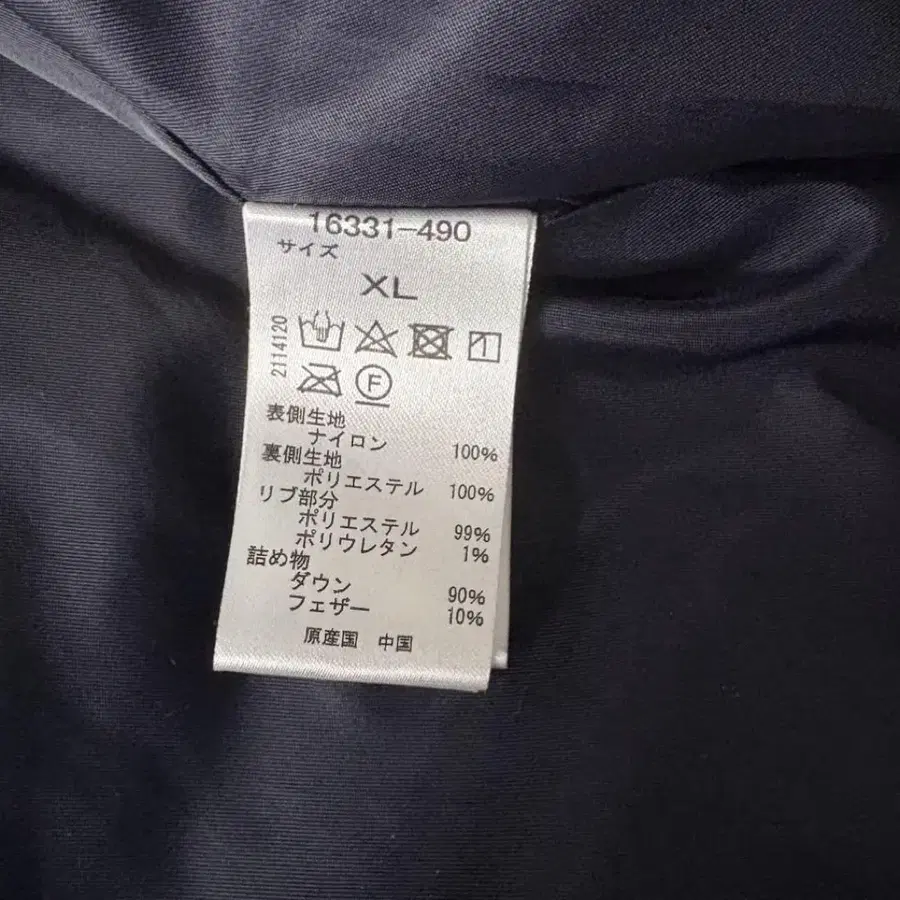 16331-490
サイズ
XL
2114120
F
表側生地
ナイロン 100%
裏側生地
ポリエステル 100%
リブ部分
ポリエステル 99%
ポリウレタン 1%
詰め物
ダウン 90%
フェザー 10%
原産国 中国